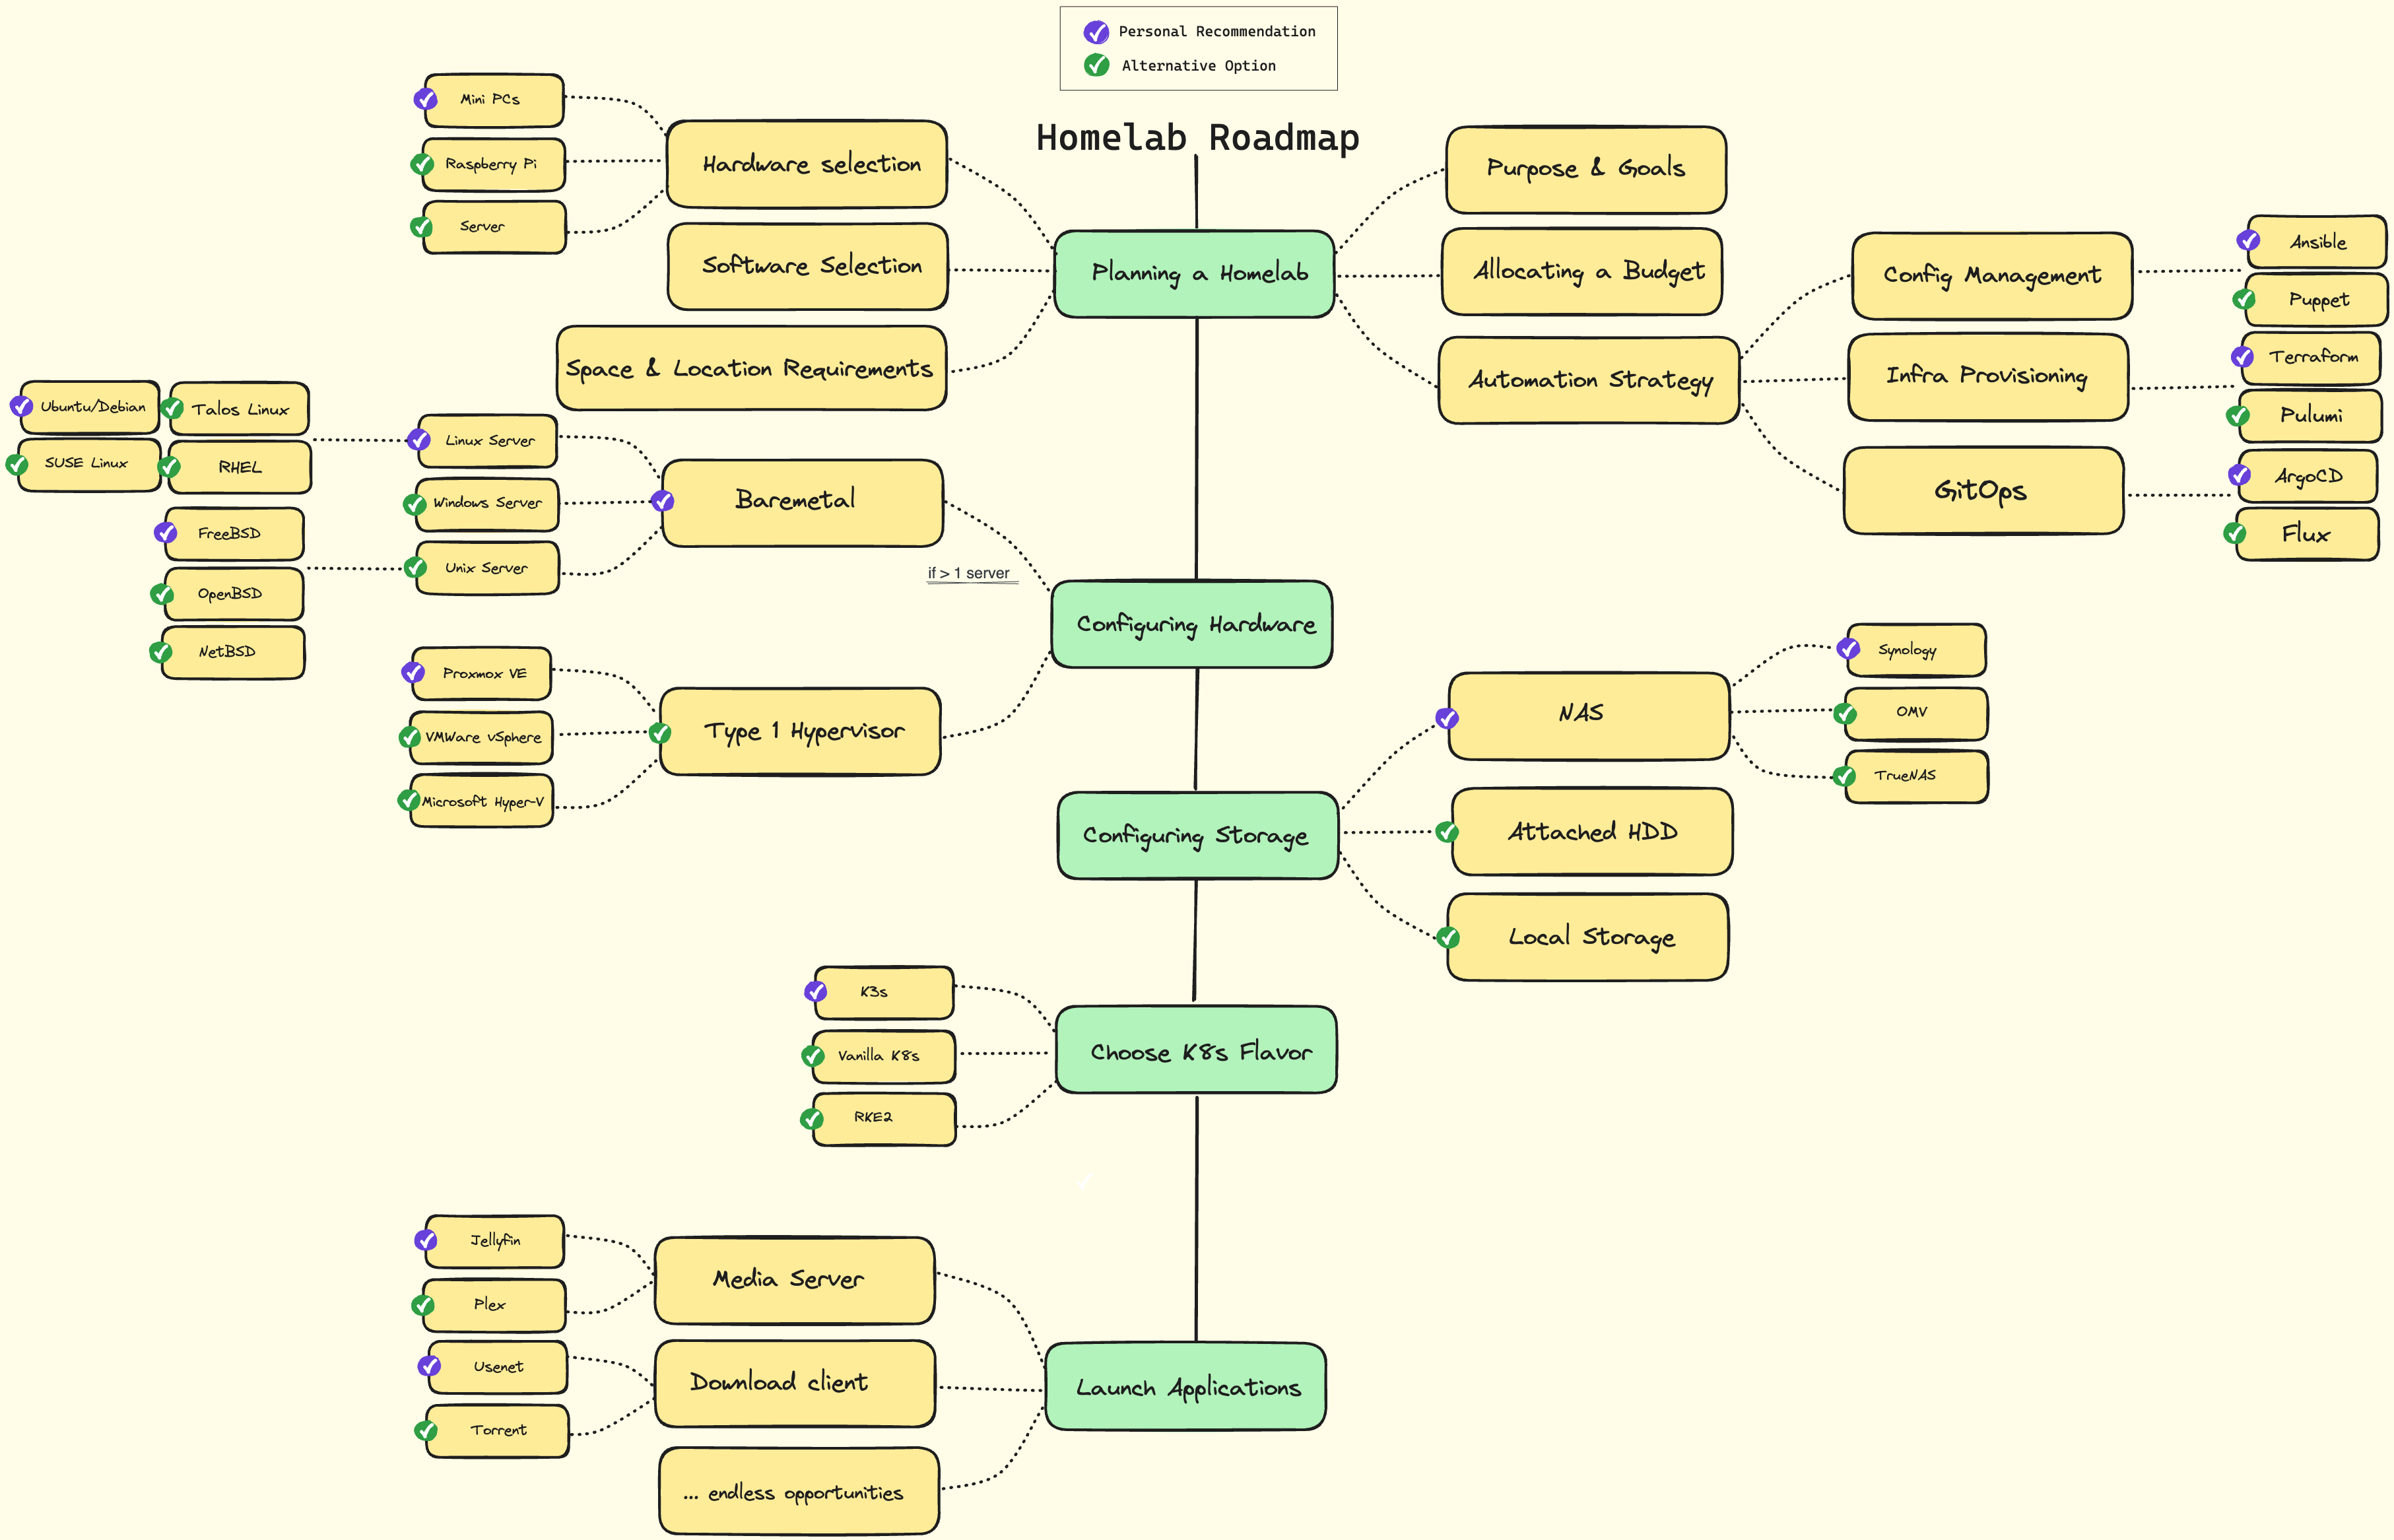 Personal Recommendation
Alternative Option
Homelab Roadmap
Mini PCs
Raspberry Pi
Server
Hardware selection
Software Selection
Space & Location Requirements
Planning a Homelab
Purpose & Goals
Allocating a Budget
Automation Strategy
Config Management
Infra Provisioning
GitOps
Ansible
Puppet
Terraform
Pulumi
ArgoCD
Flux
Ubuntu/Debian
Talos Linux
SUSE Linux
RHEL
FreeBSD
OpenBSD
NetBSD
Linux Server
Windows Server
Unix Server
Baremetal
if > 1 server
Configuring Hardware
Proxmox VE
VMWare vSphere
Microsoft Hyper-V
Type 1 Hypervisor
Configuring Storage
NAS
Attached HDD
Local Storage
Synology
OMV
TrueNAS
K3s
Vanilla K8s
RKE2
Choose K8s Flavor
Jellyfin
Plex
Usenet
Torrent
Media Server
Download client
... endless opportunities
Launch Applications